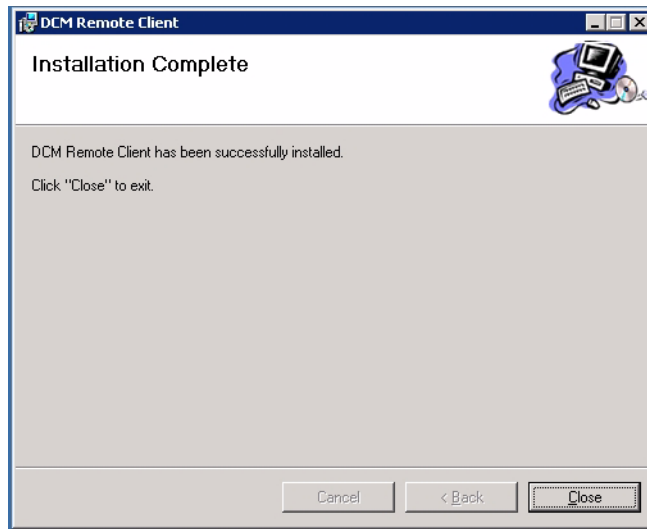 DCM Remote Client
Installation Complete
DCM Remote Client has been successfully installed.
Click "Close" to exit.
Cancel
< Back
Close